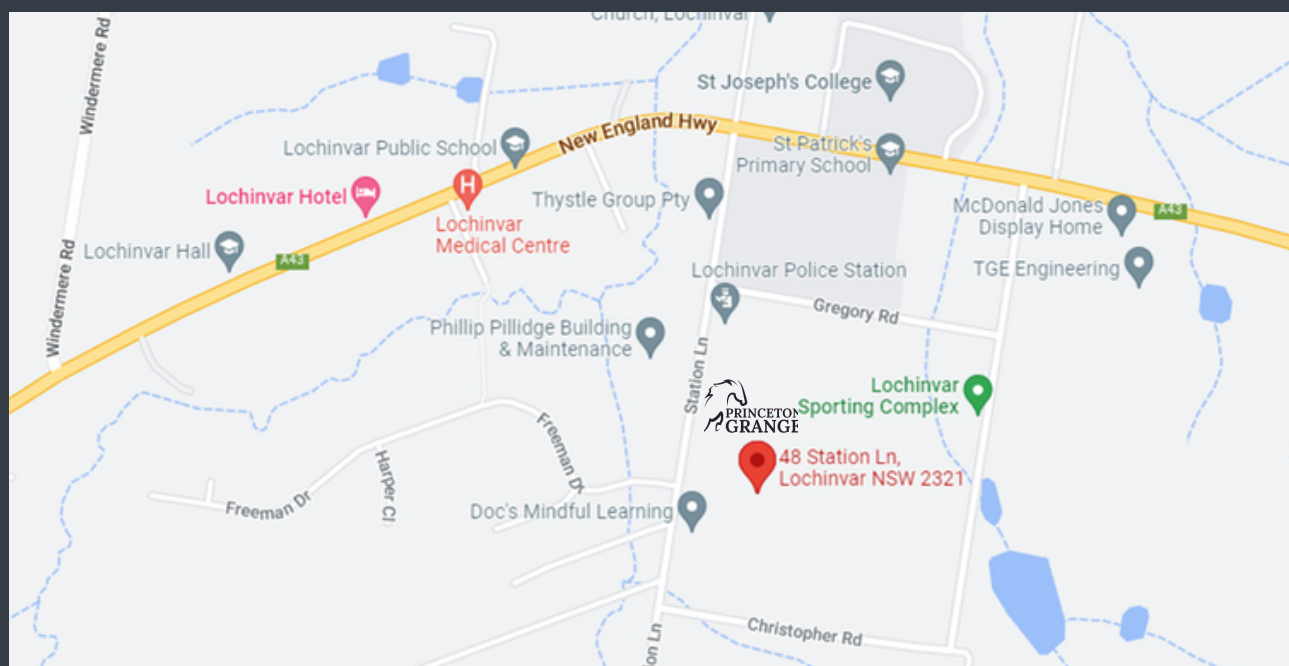 Church, Lochinvar
Windermere Rd
St Joseph's College
New England Hwy
Lochinvar Public School
St Patrick's
Primary School
Lochinvar Hotel
Thystle Group Pty
McDonald Jones
Display Home
A43
Lochinvar
Medical Centre
Lochinvar Hall
A43
Lochinvar Police Station
TGE Engineering
Windermere Rd
Gregory Rd
Phillip Pillidge Building
& Maintenance
Station Ln
Lochinvar
Sporting Complex
PRINCETON
GRANGE
Freeman Dr
48 Station Ln,
Lochinvar NSW 2321
Harper Cl
Freeman Dr
Doc's Mindful Learning
Christopher Rd
on Ln